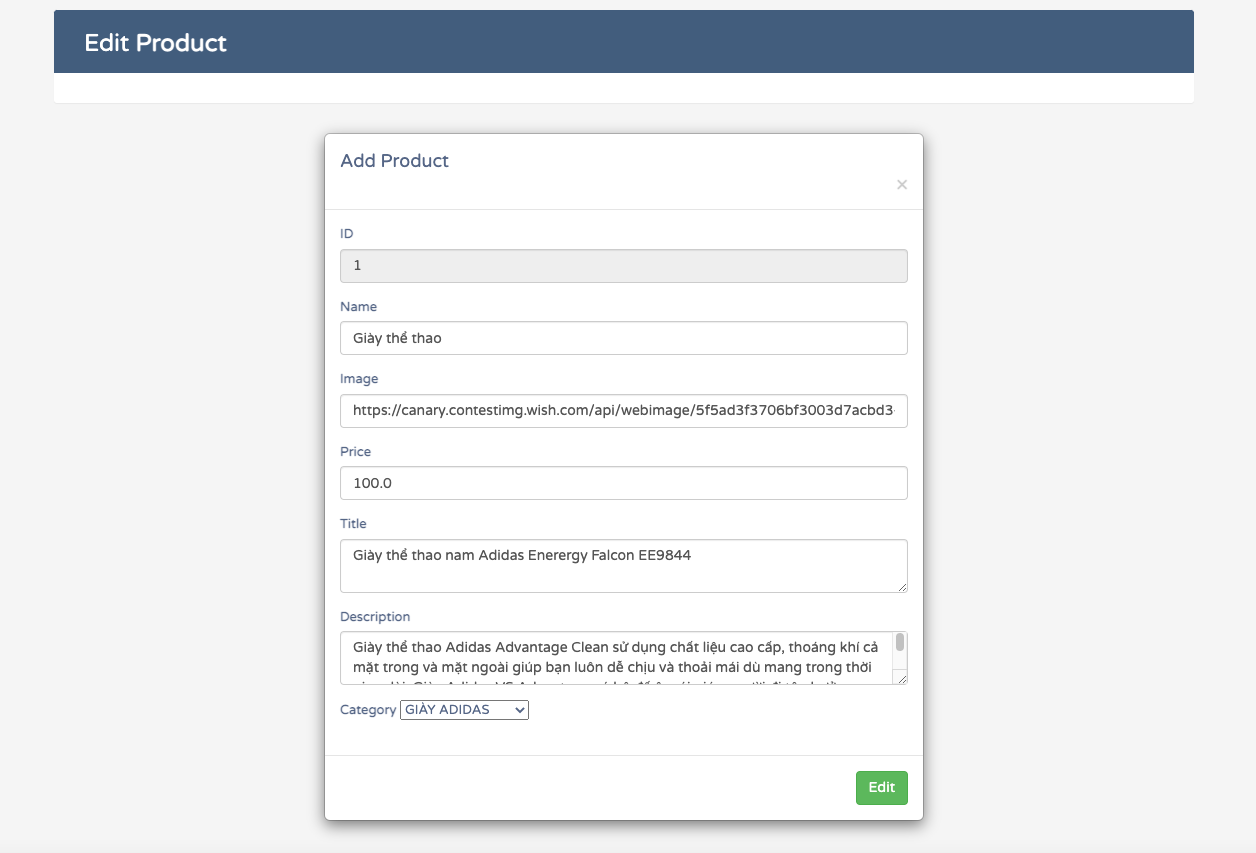 Edit Product
Add Product
×
ID
1
Name
Giày thể thao
Image
https://canary.contestimg.wish.com/api/webimage/5f5ad3f3706bf3003d7acbd3
Price
100.0
Title
Giày thể thao nam Adidas Enerergy Falcon EE9844
Description
Giày thể thao Adidas Advantage Clean sử dụng chất liệu cao cấp, thoáng khí cả
mặt trong và mặt ngoài giúp bạn luôn dễ chịu và thoải mái dù mang trong thời
Category GIÀY ADIDAS
Edit